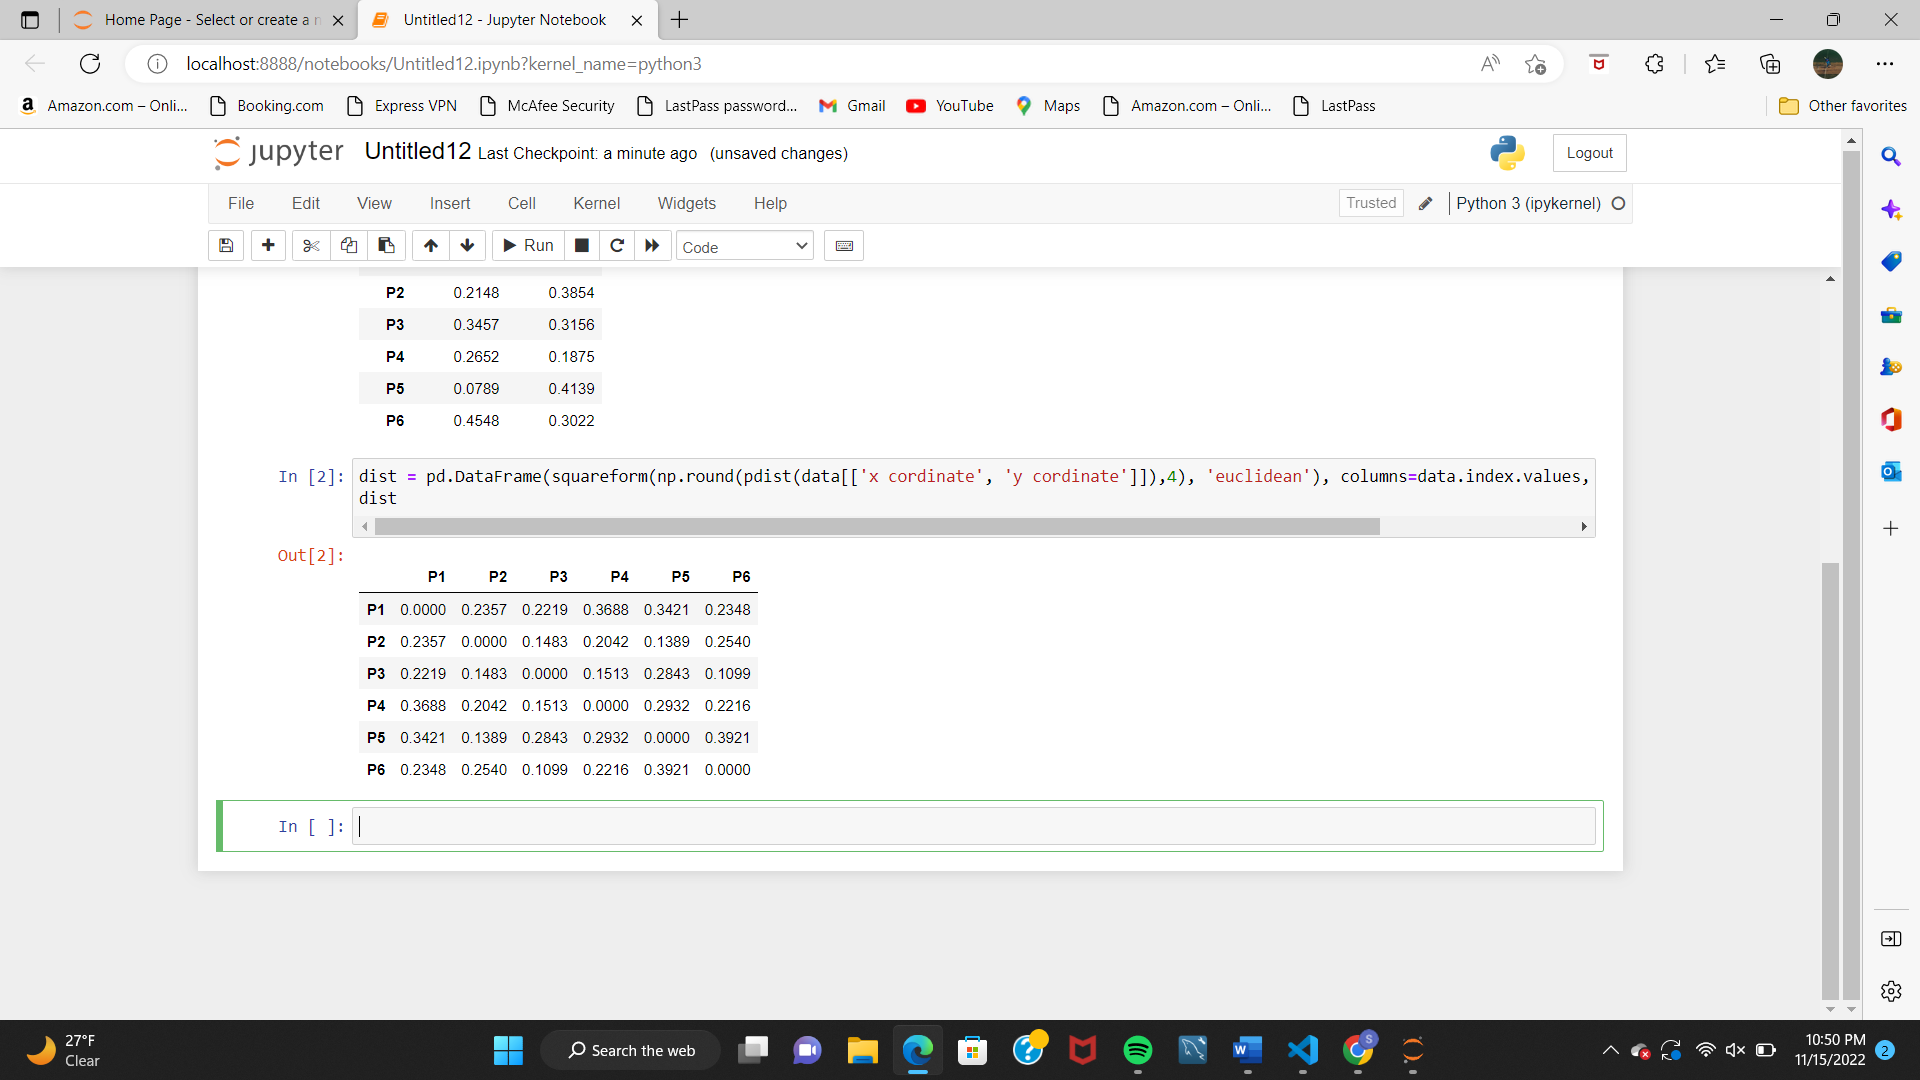 Home Page - Select or create a n
Untitled12 - Jupyter Notebook
localhost:8888/notebooks/Untitled12.ipynb?kernel_name=python3
Amazon.com – Onli...
Booking.com
Express VPN
McAfee Security
LastPass password...
Gmail
YouTube
Maps
Amazon.com – Onli...
LastPass
Other favorites
jupyter
Untitled12 Last Checkpoint: a minute ago (unsaved changes)
Logout
File Edit View Insert Cell Kernel Widgets Help
Trusted
Python 3 (ipykernel)
Run
Code
P2 0.2148 0.3854
P3 0.3457 0.3156
P4 0.2652 0.1875
P5 0.0789 0.4139
P6 0.4548 0.3022
In [2]: dist = pd.DataFrame(squareform(np.round(pdist(data[['x cordinate', 'y cordinate']]),4), 'euclidean'), columns=data.index.values,
dist
Out[2]:
P1 P2 P3 P4 P5 P6
P1 0.0000 0.2357 0.2219 0.3688 0.3421 0.2348
P2 0.2357 0.0000 0.1483 0.2042 0.1389 0.2540
P3 0.2219 0.1483 0.0000 0.1513 0.2843 0.1099
P4 0.3688 0.2042 0.1513 0.0000 0.2932 0.2216
P5 0.3421 0.1389 0.2843 0.2932 0.0000 0.3921
P6 0.2348 0.2540 0.1099 0.2216 0.3921 0.0000
In [ ]:
27°F
Clear
Search the web
S
10:50 PM
11/15/2022
2